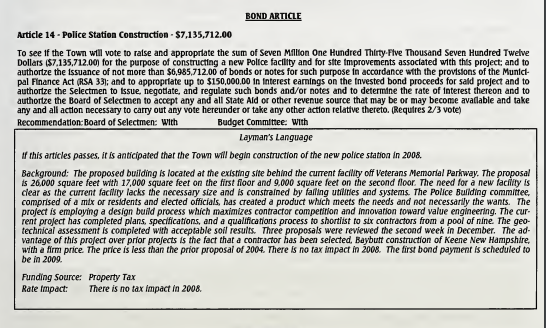 BOND ARTICLE
Article 14 - Police Station Construction - $7,135,712.00
To see if the Town will vote to raise and appropriate the sum of Seven Million One Hundred Thirty-Five Thousand Seven Hundred Twelve
Dollars ($7,135,712.00) for the purpose of constructing a new Police facility and for site improvements associated with this project; and to
authorize the issuance of not more than $6,985,712.00 of bonds or notes for such purpose in accordance with the provisions of the Munici-
pal Finance Act (RSA 33); and to appropriate up to $150,000.00 in interest earnings on the invested bond proceeds for said project and to
authorize the Selectmen to issue, negotiate, and regulate such bonds and/or notes and to determine the rate of interest thereon and to
authorize the Board of Selectmen to accept any and all State Aid or other revenue source that may be or may become available and take
any and all action necessary to carry out any vote hereunder or take any other action relative thereto. (Requires 2/3 vote)
Recommendation: Board of Selectmen: With Budget Committee: With
Layman's Language
If this articles passes, it is anticipated that the Town will begin construction of the new police station in 2008.
Background: The proposed building is located at the existing site behind the current facility off Veterans Memorial Parkway. The proposal
is 26,000 square feet with 17,000 square feet on the first floor and 9,000 square feet on the second floor. The need for a new facility is
clear as the current facility lacks the necessary size and is constrained by failing utilities and systems. The Police Building committee,
comprised of a mix or residents and elected officials, has created a product which meets the needs and not necessarily the wants. The
project is employing a design build process which maximizes contractor competition and innovation toward value engineering. The cur-
rent project has completed plans, specifications, and a qualifications process to shortlist to six contractors from a pool of nine. The geo-
technical assessment is completed with acceptable soil results. Three proposals were reviewed the second week in December. The ad-
vantage of this project over prior projects is the fact that a contractor has been selected, Baybutt construction of Keene New Hampshire,
with a firm price. The price is less than the prior proposal of 2004. There is no tax impact in 2008. The first bond payment is scheduled to
be in 2009.
Funding Source: Property Tax
Rate Impact: There is no tax impact in 2008.